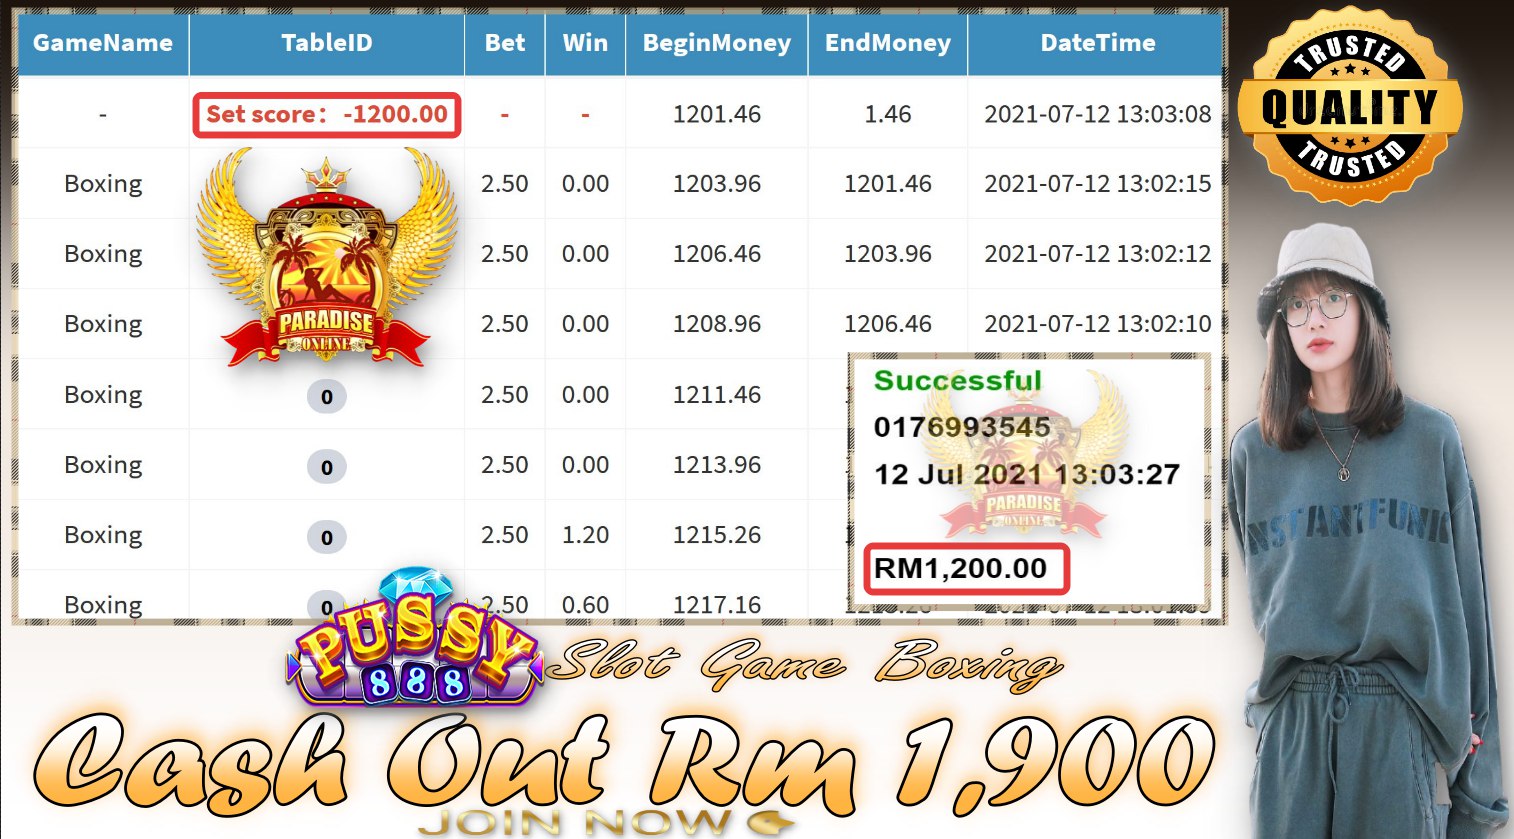 GameName TableID Bet Win BeginMoney EndMoney DateTime
- Set score: -1200.00 - - 1201.46 1.46 2021-07-12 13:03:08
Boxing 2.50 0.00 1203.96 1201.46 2021-07-12 13:02:15
Boxing 2.50 0.00 1206.46 1203.96 2021-07-12 13:02:12
Boxing 2.50 0.00 1208.96 1206.46 2021-07-12 13:02:10
Boxing 0 2.50 0.00 1211.46
Boxing 0 2.50 0.00 1213.96
Boxing 0 2.50 1.20 1215.26
Boxing 0 2.50 0.60 1217.16
PARADISE
ONLINE
Successful
0176993545
12 Jul 2021 13:03:27
PARADISE
ONLINE
RM1,200.00
TRUSTED
QUALITY
TRUSTED
NSTANTFUNK
PUSSY
888
Slot Game Boxing
Cash Out Rm 1,900
JOIN NOW